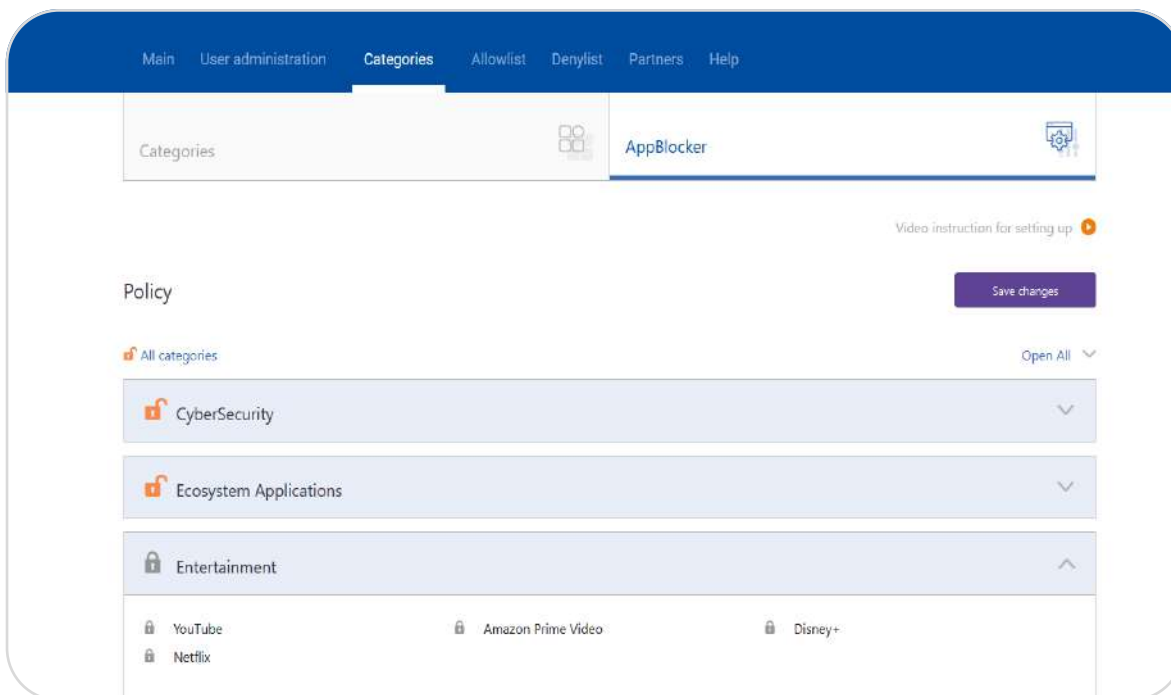 Main User administration Categories Allowlist Denylist Partners Help
Categories AppBlocker
Video instruction for setting up
Policy Save changes
All categories Open All
CyberSecurity
Ecosystem Applications
Entertainment
YouTube Amazon Prime Video Disney+
Netflix